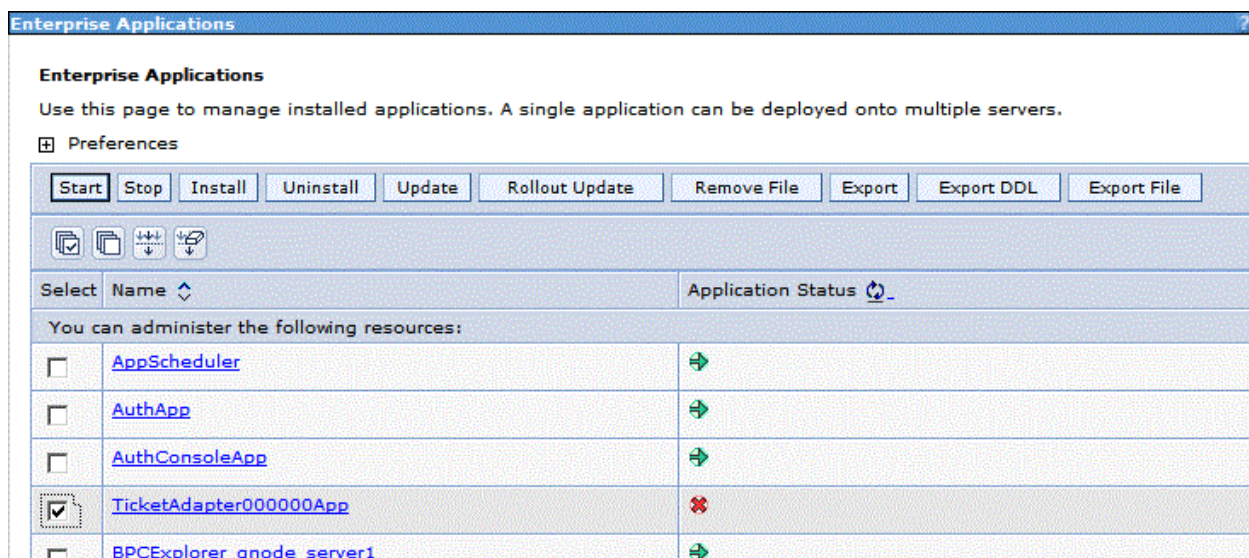 Enterprise Applications ?
Enterprise Applications
Use this page to manage installed applications. A single application can be deployed onto multiple servers.
Preferences
Start Stop Install Uninstall Update Rollout Update Remove File Export Export DDL Export File
Select Name Application Status
You can administer the following resources:
AppScheduler
AuthApp
AuthConsoleApp
TicketAdapter000000App
BPCExplorer_qnode_server1